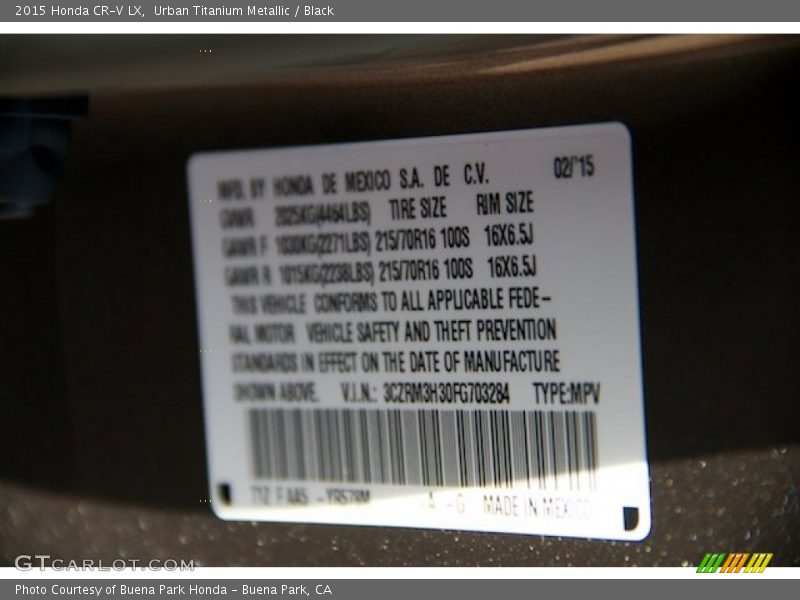 2015 Honda CR-V LX,  Urban Titanium Metallic / Black
MFD. BY HONDA DE MEXICO S.A. DE C.V. 02/'15
GVWR 2025KG(4464LBS) TIRE SIZE RIM SIZE
GAWR F 1030KG(2271LBS) 215/70R16 100S 16X6.5J
GAWR R 1015KG(2238LBS) 215/70R16 100S 16X6.5J
THIS VEHICLE CONFORMS TO ALL APPLICABLE FEDE-
RAL MOTOR VEHICLE SAFETY AND THEFT PREVENTION
STANDARDS IN EFFECT ON THE DATE OF MANUFACTURE
SHOWN ABOVE. V.I.N.: 3CZRM3H30FG703284 TYPE:MPV
-A -G MADE IN MEXICO
GTCARLOT.COM
Photo Courtesy of Buena Park Honda - Buena Park, CA